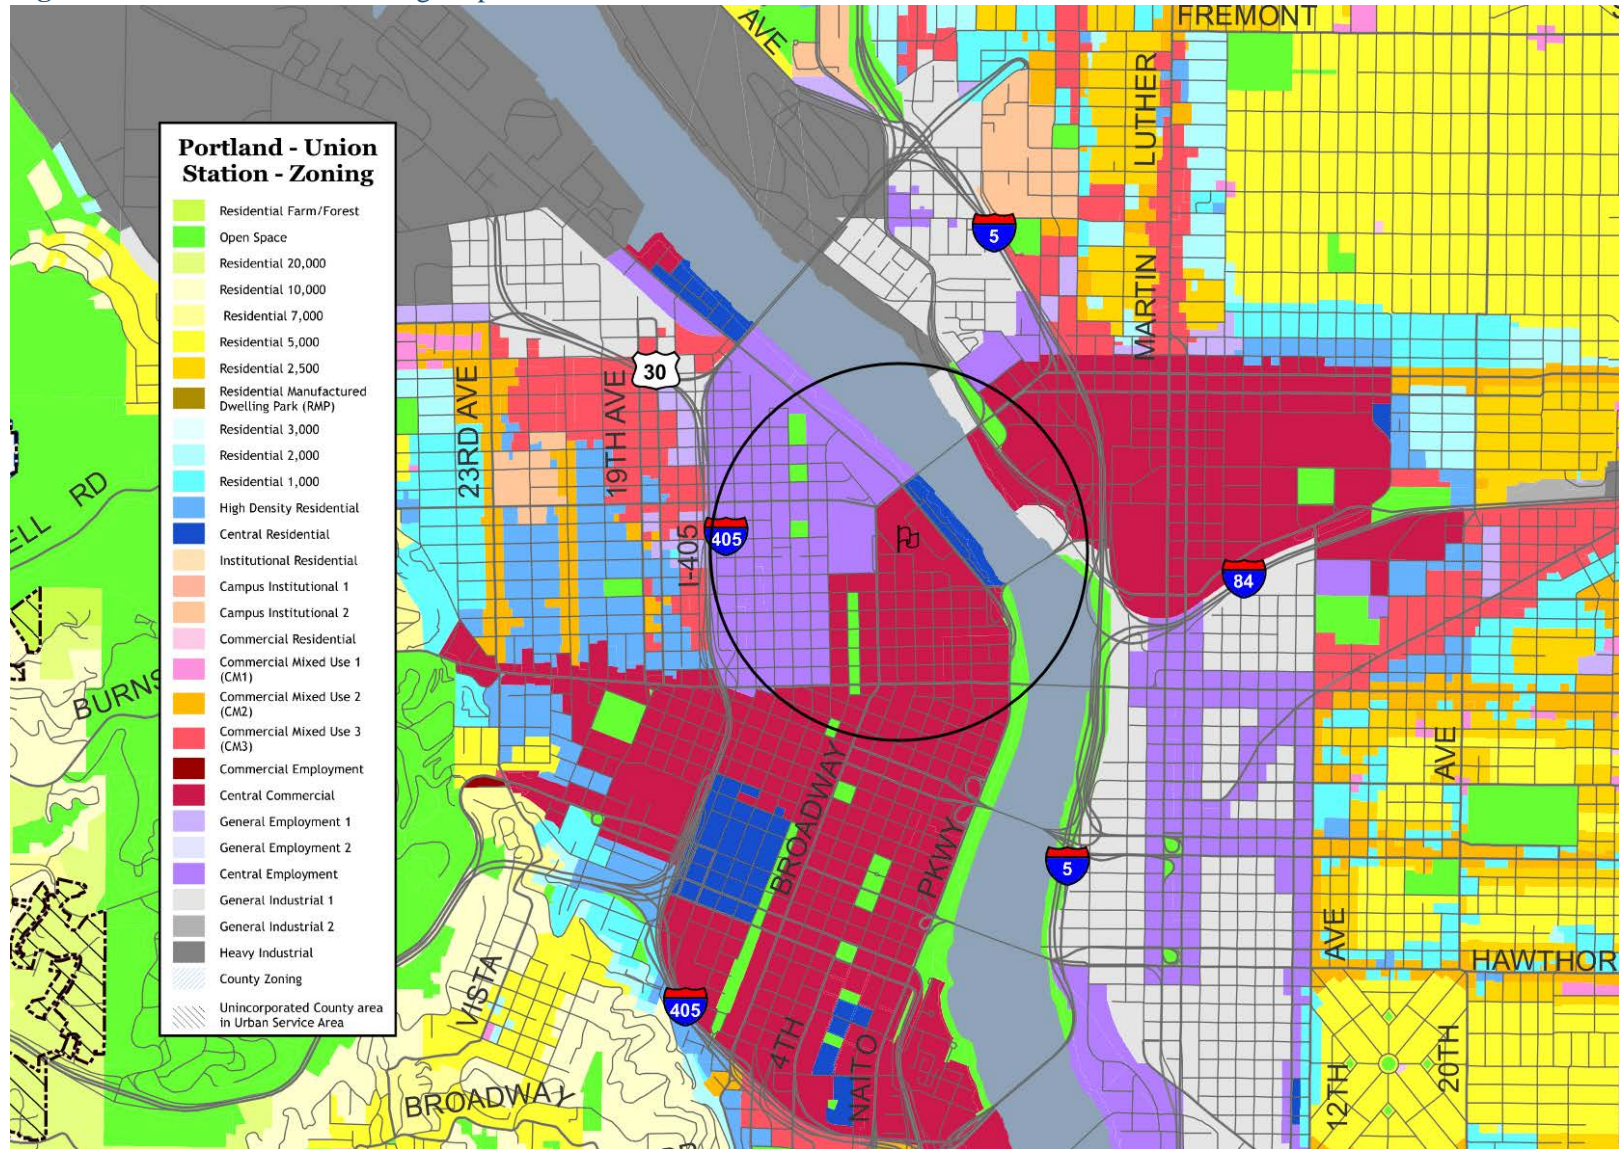 FREMONT
AVE
LUTHER
MARTIN
5
Portland - Union
Station - Zoning
Residential Farm/Forest
Open Space
Residential 20,000
Residential 10,000
Residential 7,000
Residential 5,000
Residential 2,500
Residential Manufactured
Dwelling Park (RMP)
Residential 3,000
Residential 2,000
Residential 1,000
High Density Residential
Central Residential
Institutional Residential
Campus Institutional 1
Campus Institutional 2
Commercial Residential
Commercial Mixed Use 1
(CM1)
Commercial Mixed Use 2
(CM2)
Commercial Mixed Use 3
(CM3)
Commercial Employment
Central Commercial
General Employment 1
General Employment 2
Central Employment
General Industrial 1
General Industrial 2
Heavy Industrial
County Zoning
Unincorporated County area
in Urban Service Area
30
23RD AVE
19TH AVE
I-405
405
84
ELL RD
BURNS
BROADWAY
PKWY
5
AVE
AVE
HAWTHOR
VISTA
405
4TH
NAITO
12TH
20TH
BROADWAY